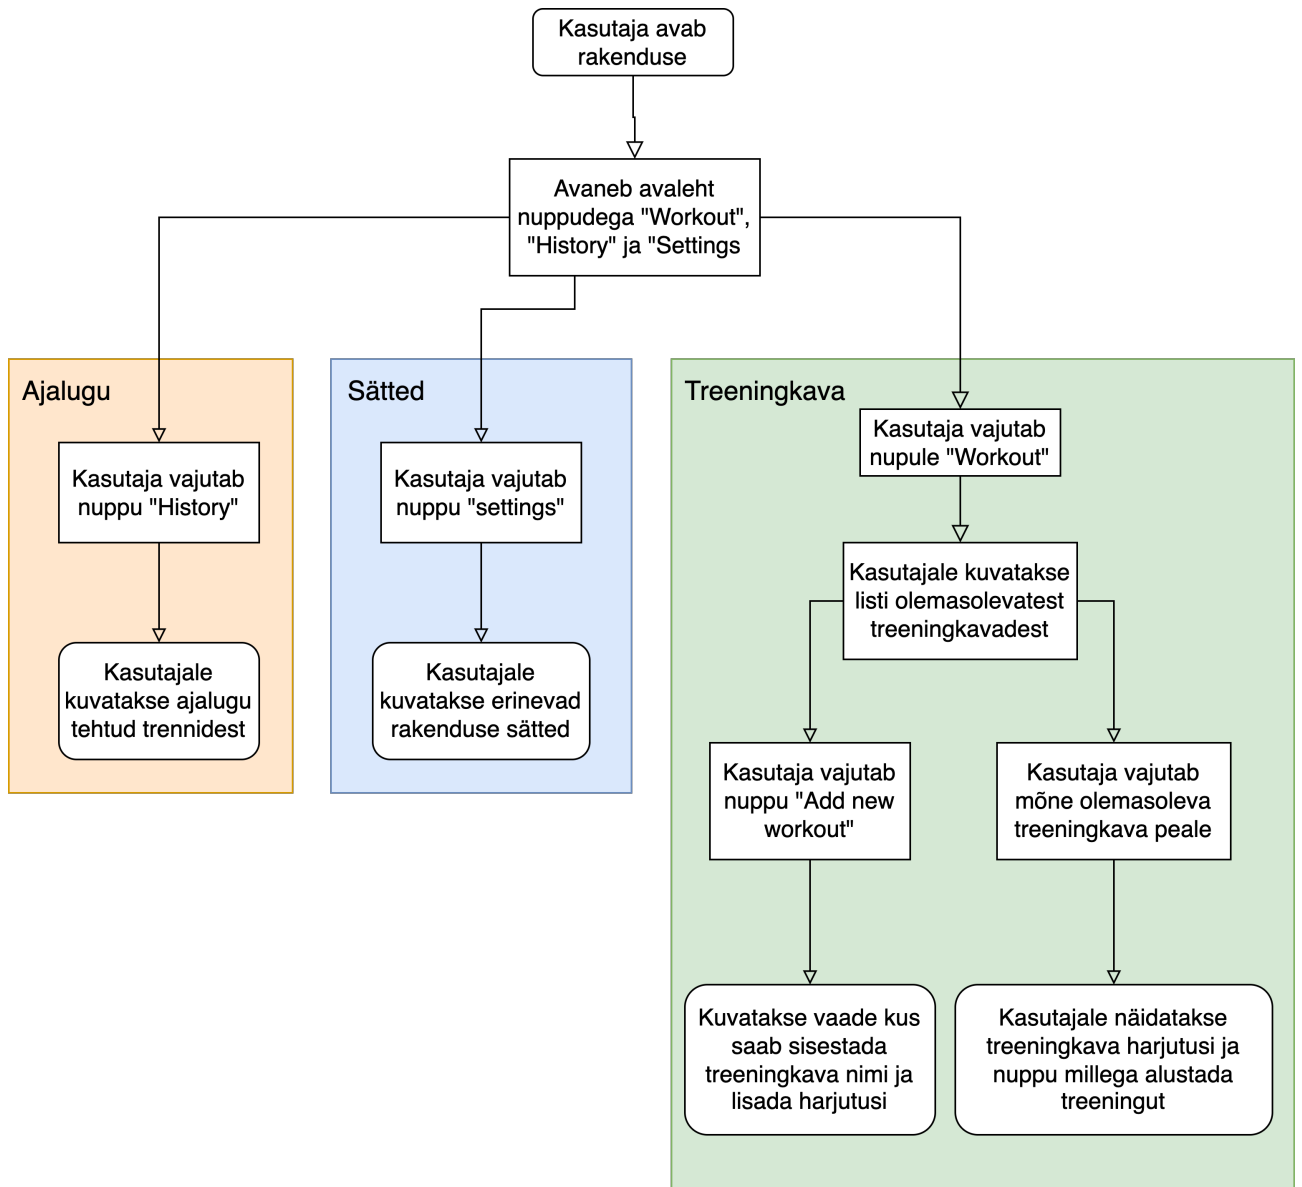 Kasutaja avab
rakenduse
Avaneb avaleht
nuppudega "Workout",
"History" ja "Settings
Ajalugu
Kasutaja vajutab
nuppu "History"
Kasutajale
kuvatakse ajalugu
tehtud trennidest
Sätted
Kasutaja vajutab
nuppu "settings"
Kasutajale
kuvatakse erinevad
rakenduse sätted
Treeningkava
Kasutaja vajutab
nupule "Workout"
Kasutajale kuvatakse
listi olemasolevatest
treeningkavadest
Kasutaja vajutab
nuppu "Add new
workout"
Kasutaja vajutab
mõne olemasoleva
treeningkava peale
Kuvatakse vaade kus
saab sisestada
treeningkava nimi ja
lisada harjutusi
Kasutajale näidatakse
treeningkava harjutusi ja
nuppu millega alustada
treeningut